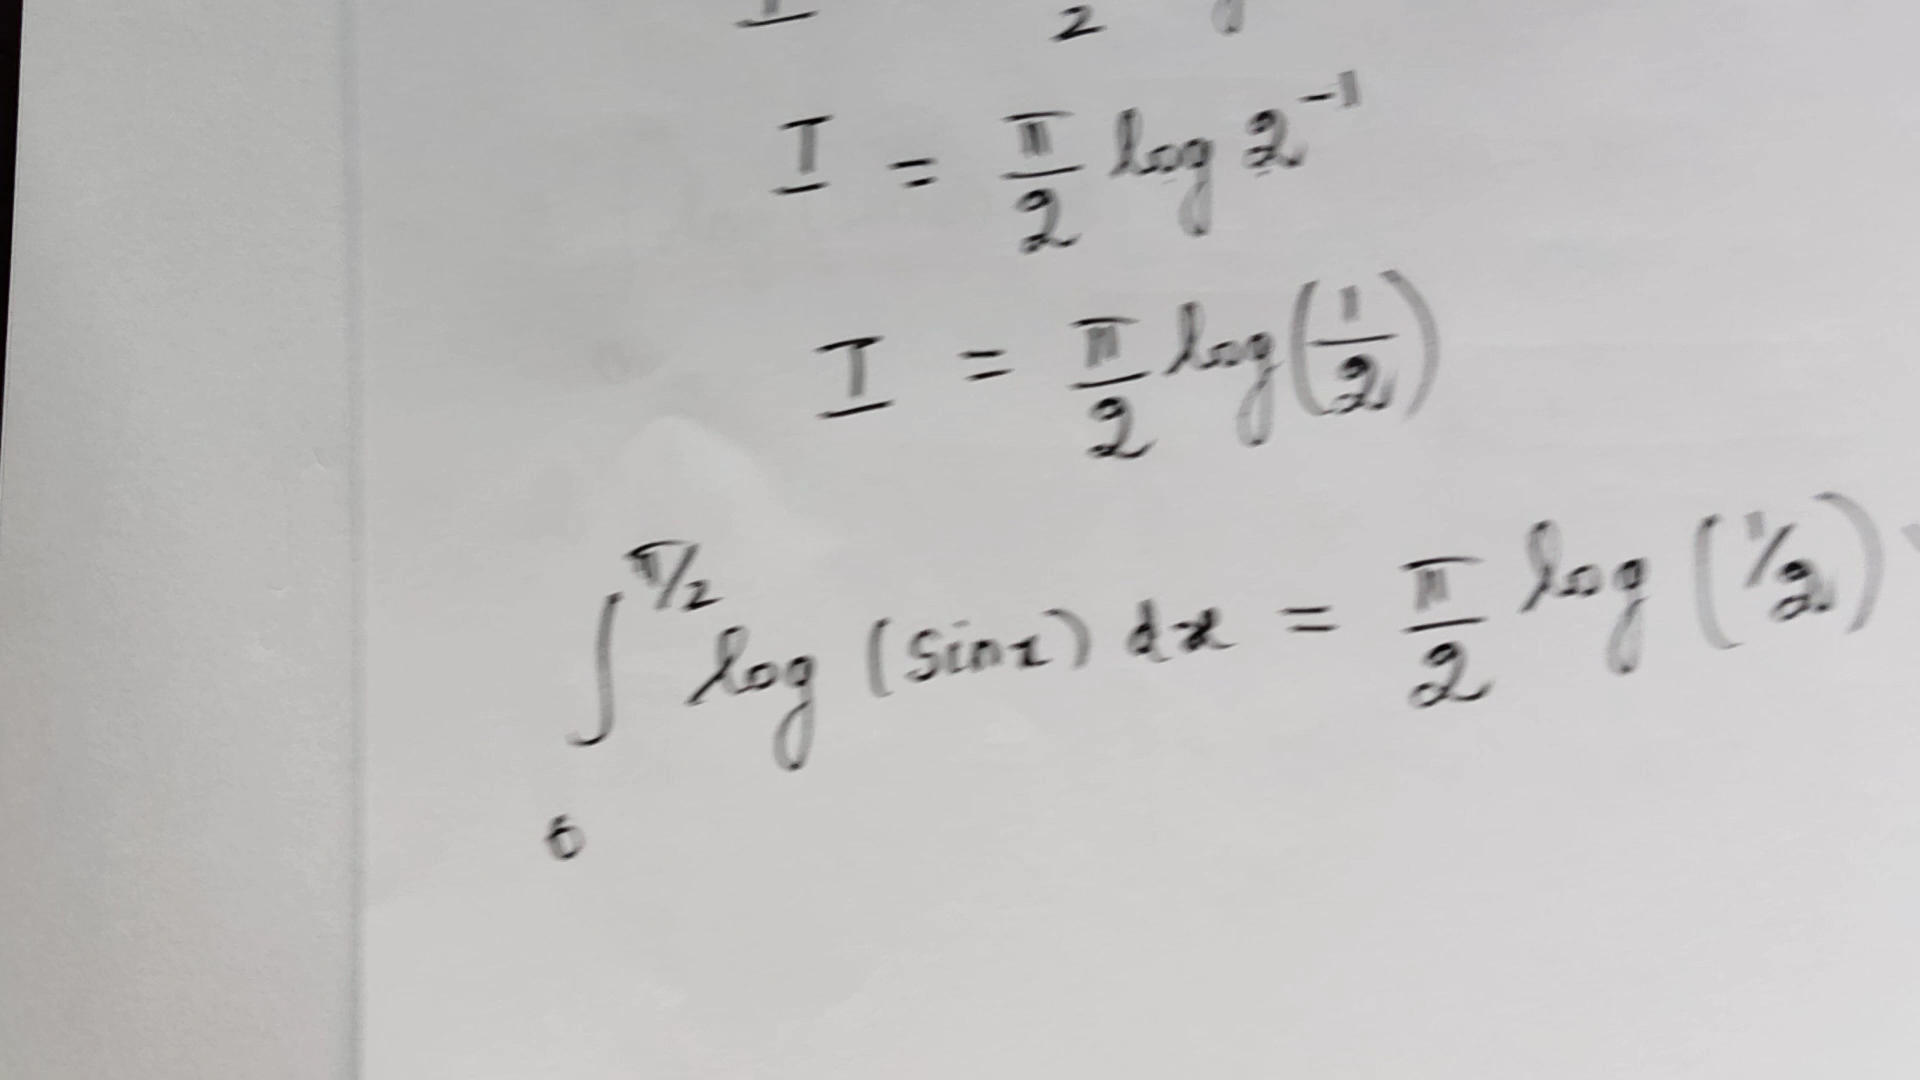 I = π/2 log 2⁻¹
I = π/2 log(1/2)
∫₀^(π/2) log (sinx) dx = π/2 log (1/2)